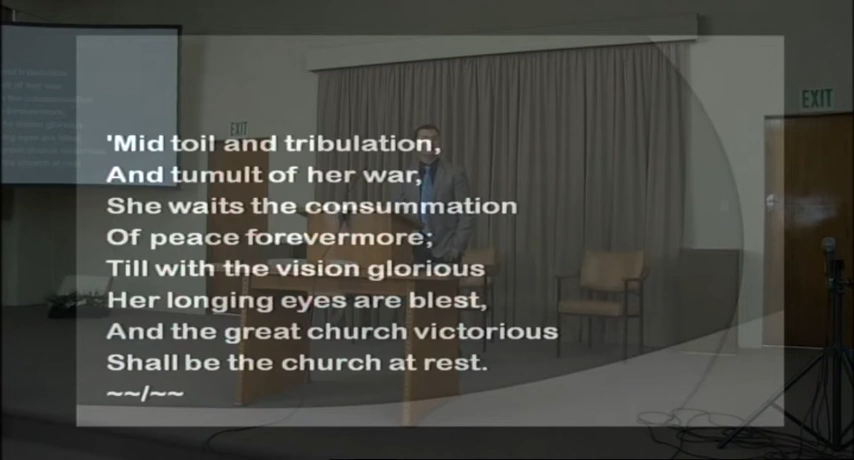 EXIT
EXIT
'Mid toil and tribulation,
And tumult of her war,
She waits the consummation
Of peace forevermore;
Till with the vision glorious
Her longing eyes are blest,
And the great church victorious
Shall be the church at rest.
~~/~~